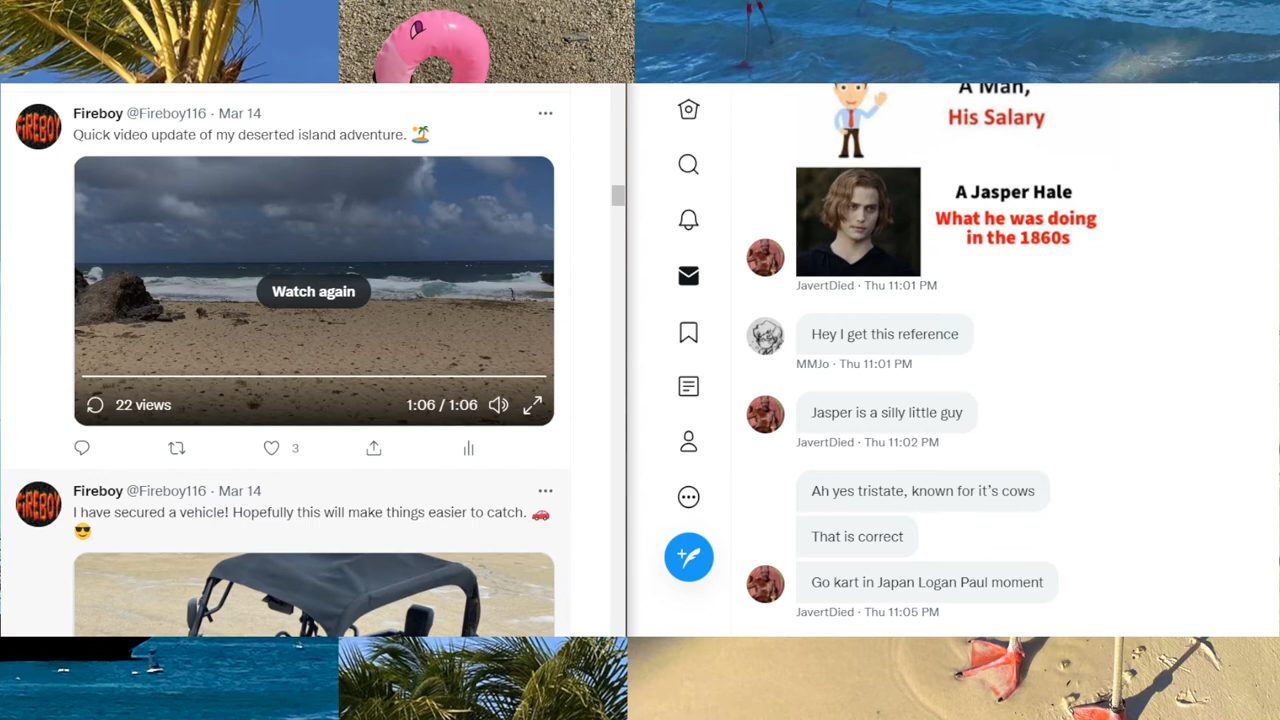 Fireboy @Fireboy116 · Mar 14
Quick video update of my deserted island adventure. 🏝️
Watch again
22 views
1:06 / 1:06
3
Fireboy @Fireboy116 · Mar 14
I have secured a vehicle! Hopefully this will make things easier to catch. 🚗
😎
A Man,
His Salary
A Jasper Hale
What he was doing
in the 1860s
JavertDied · Thu 11:01 PM
Hey I get this reference
MMJo · Thu 11:01 PM
Jasper is a silly little guy
JavertDied · Thu 11:02 PM
Ah yes tristate, known for it's cows
That is correct
Go kart in Japan Logan Paul moment
JavertDied · Thu 11:05 PM
FIREBOY
FIREBOY